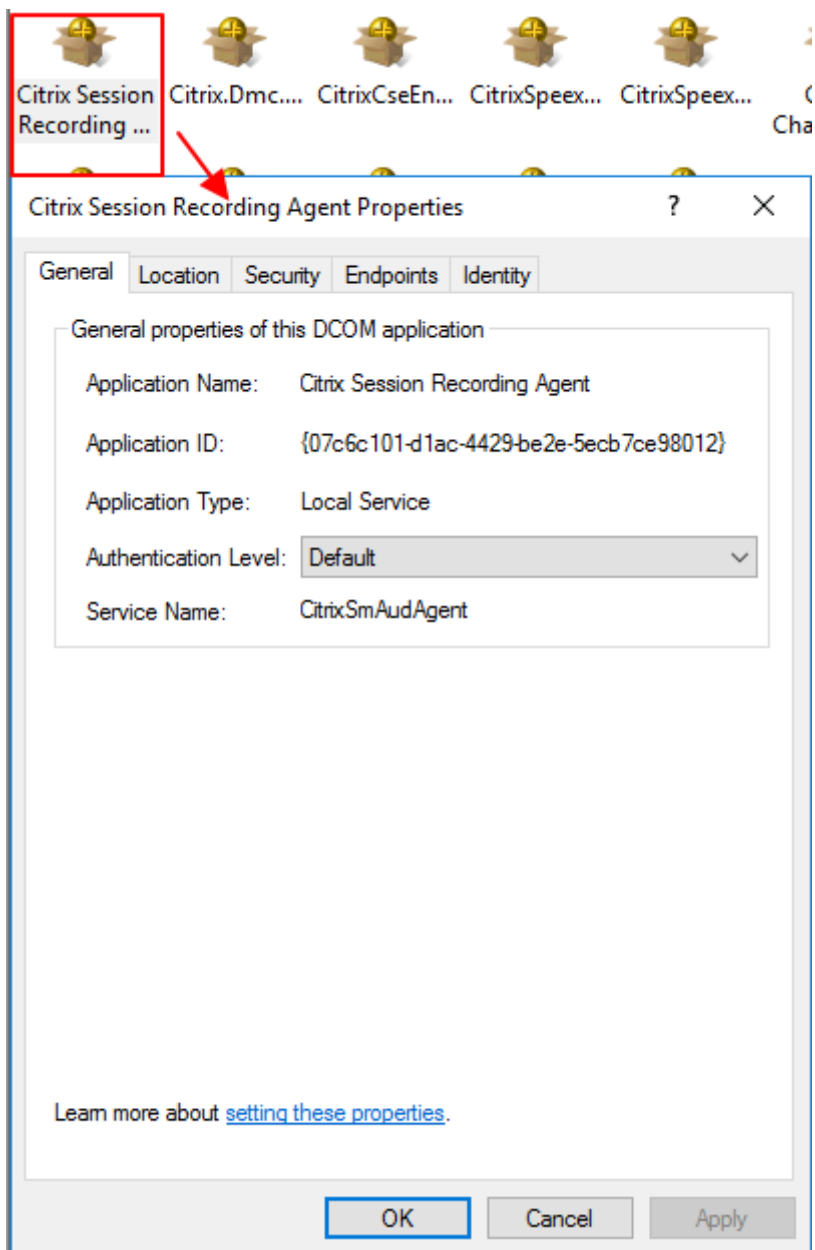 Citrix Session Recording ...
Citrix.Dmc....
CitrixCseEn...
CitrixSpeex...
CitrixSpeex...
Citrix Session Recording Agent Properties
?
General
Location
Security
Endpoints
Identity
General properties of this DCOM application
Application Name: Citrix Session Recording Agent
Application ID: {07c6c101-d1ac-4429-be2e-5ecb7ce98012}
Application Type: Local Service
Authentication Level: Default
Service Name: CitrixSmAudAgent
Learn more about setting these properties.
OK
Cancel
Apply